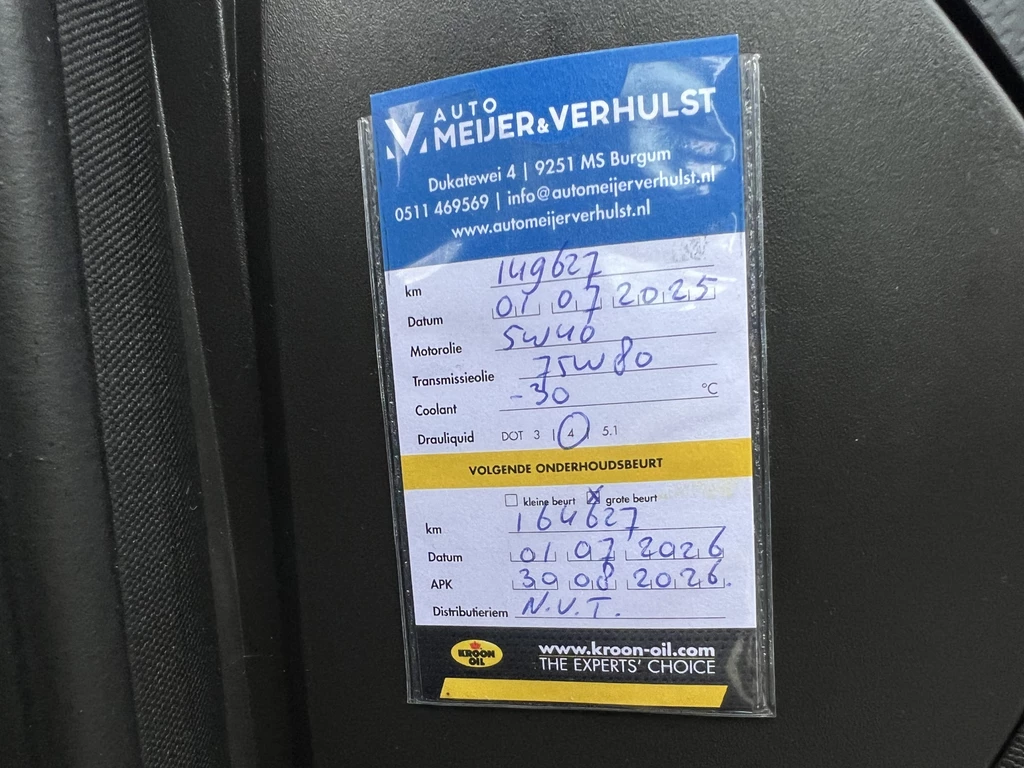 AUTO
MEIJER&VERHULST
Dukatewei 4 | 9251 MS Burgum
0511 469569 | info@automeijerverhulst.nl
www.automeijerverhulst.nl
km 149627
Datum 01 07 2025
Motorolie 5W40
Transmissieolie 75W80
Coolant -30 °C
Drauliquid DOT 3 | 4 | 5.1
VOLGENDE ONDERHOUDSBEURT
kleine beurt grote beurt
km 164627
Datum 01 07 2026
APK 30 08 2026.
Distributieriem N.V.T.
KROON OIL www.kroon-oil.com
THE EXPERTS' CHOICE